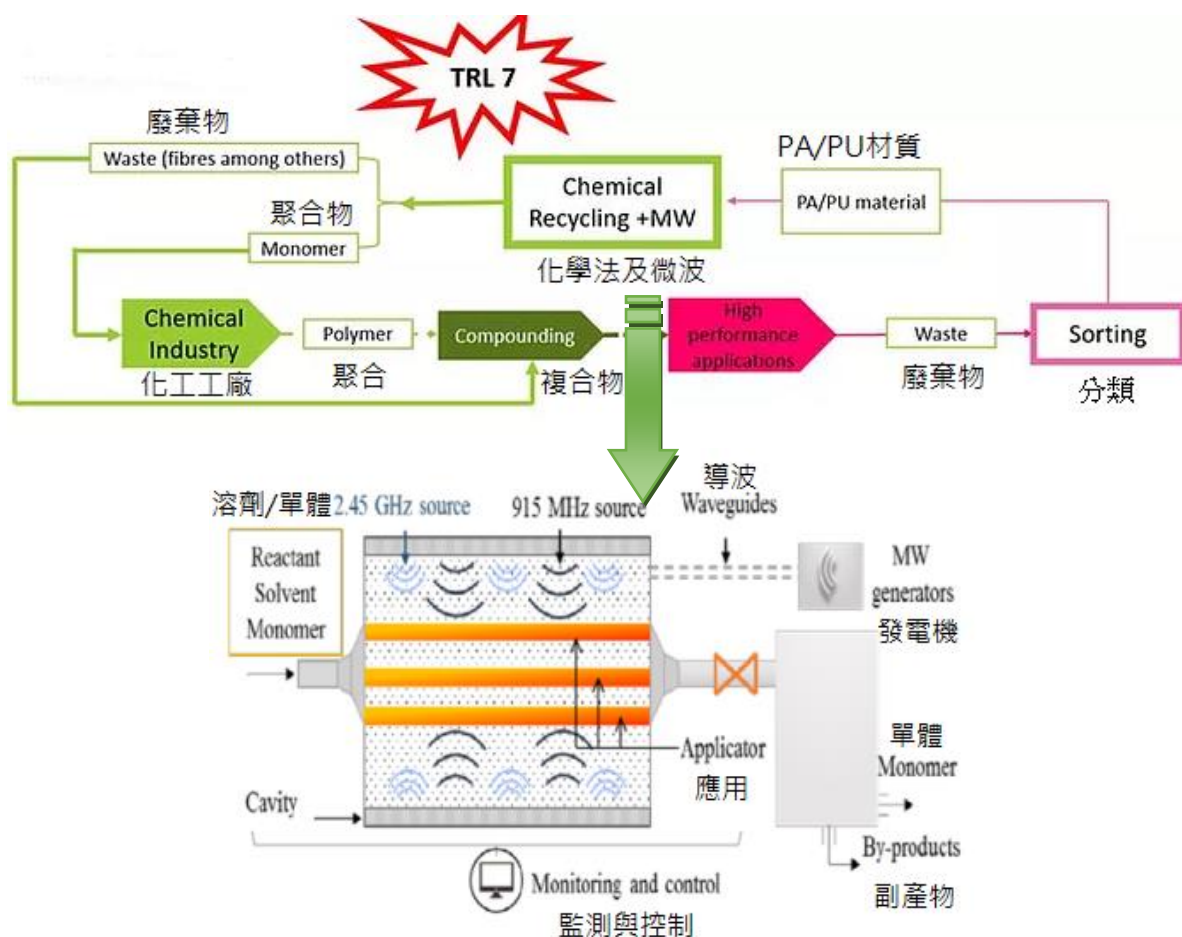 TRL 7
廢棄物
Waste (fibres among others)
PA/PU材質
Chemical
Recycling +MW
PA/PU material
聚合物
Monomer
化學法及微波
Chemical
Industry
Polymer
Compounding
High
performance
applications
Waste
Sorting
化工工廠
聚合
複合物
廢棄物
分類
溶劑/單體
2.45 GHz source
915 MHz source
導波
Waveguides
Reactant
Solvent
Monomer
MW
generators
發電機
Applicator
應用
單體
Monomer
Cavity
By-products
副產物
Monitoring and control
監測與控制